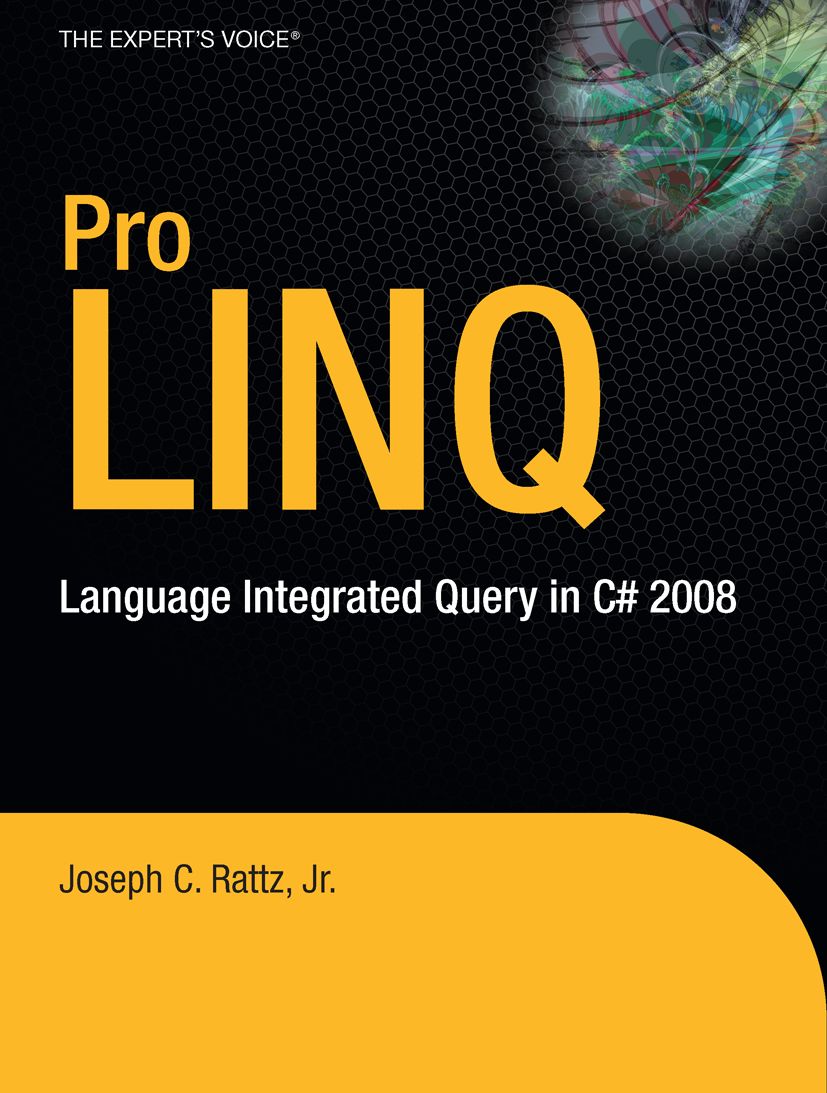 THE EXPERT'S VOICE®
Pro
LINQ
Language Integrated Query in C# 2008
Joseph C. Rattz, Jr.